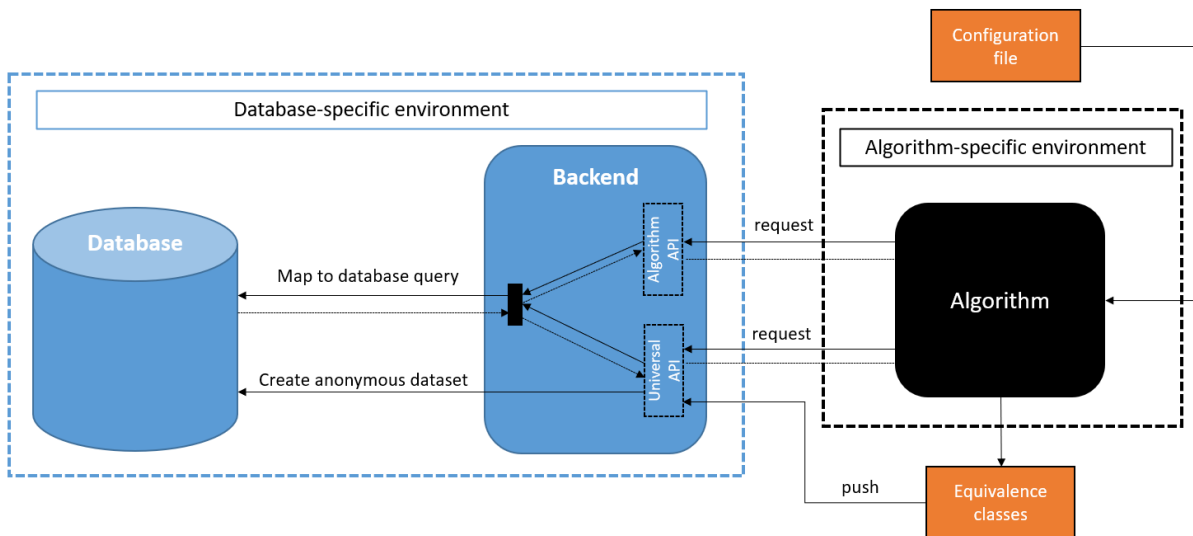 Configuration
file
Database-specific environment
Algorithm-specific environment
Backend
Database
Algorithm
API
request
Map to database query
Algorithm
request
Universal
API
Create anonymous dataset
push
Equivalence
classes